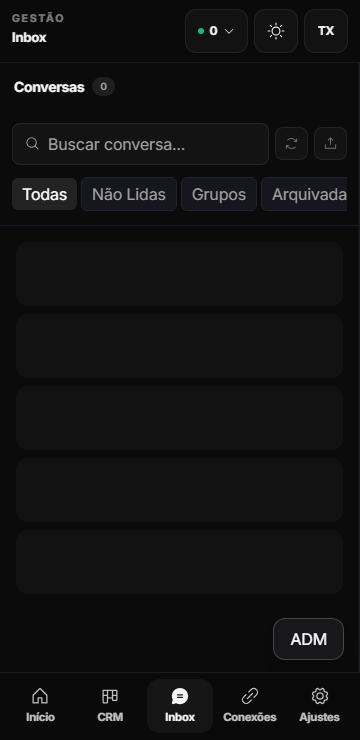 GESTÃO
Inbox
0
TX
Conversas 0
Buscar conversa...
Todas Não Lidas Grupos Arquivada
ADM
Início CRM Inbox Conexões Ajustes